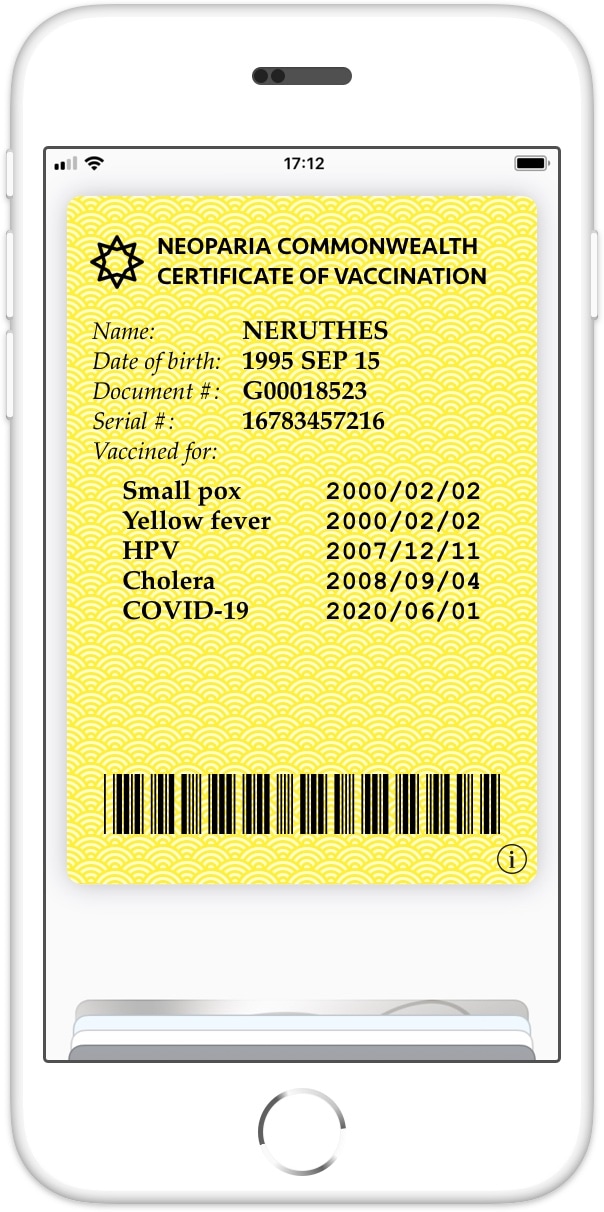 17:12
NEOPARIA COMMONWEALTH
CERTIFICATE OF VACCINATION
Name: NERUTHES
Date of birth: 1995 SEP 15
Document #: G00018523
Serial #: 16783457216
Vaccined for:
Small pox 2000/02/02
Yellow fever 2000/02/02
HPV 2007/12/11
Cholera 2008/09/04
COVID-19 2020/06/01
i